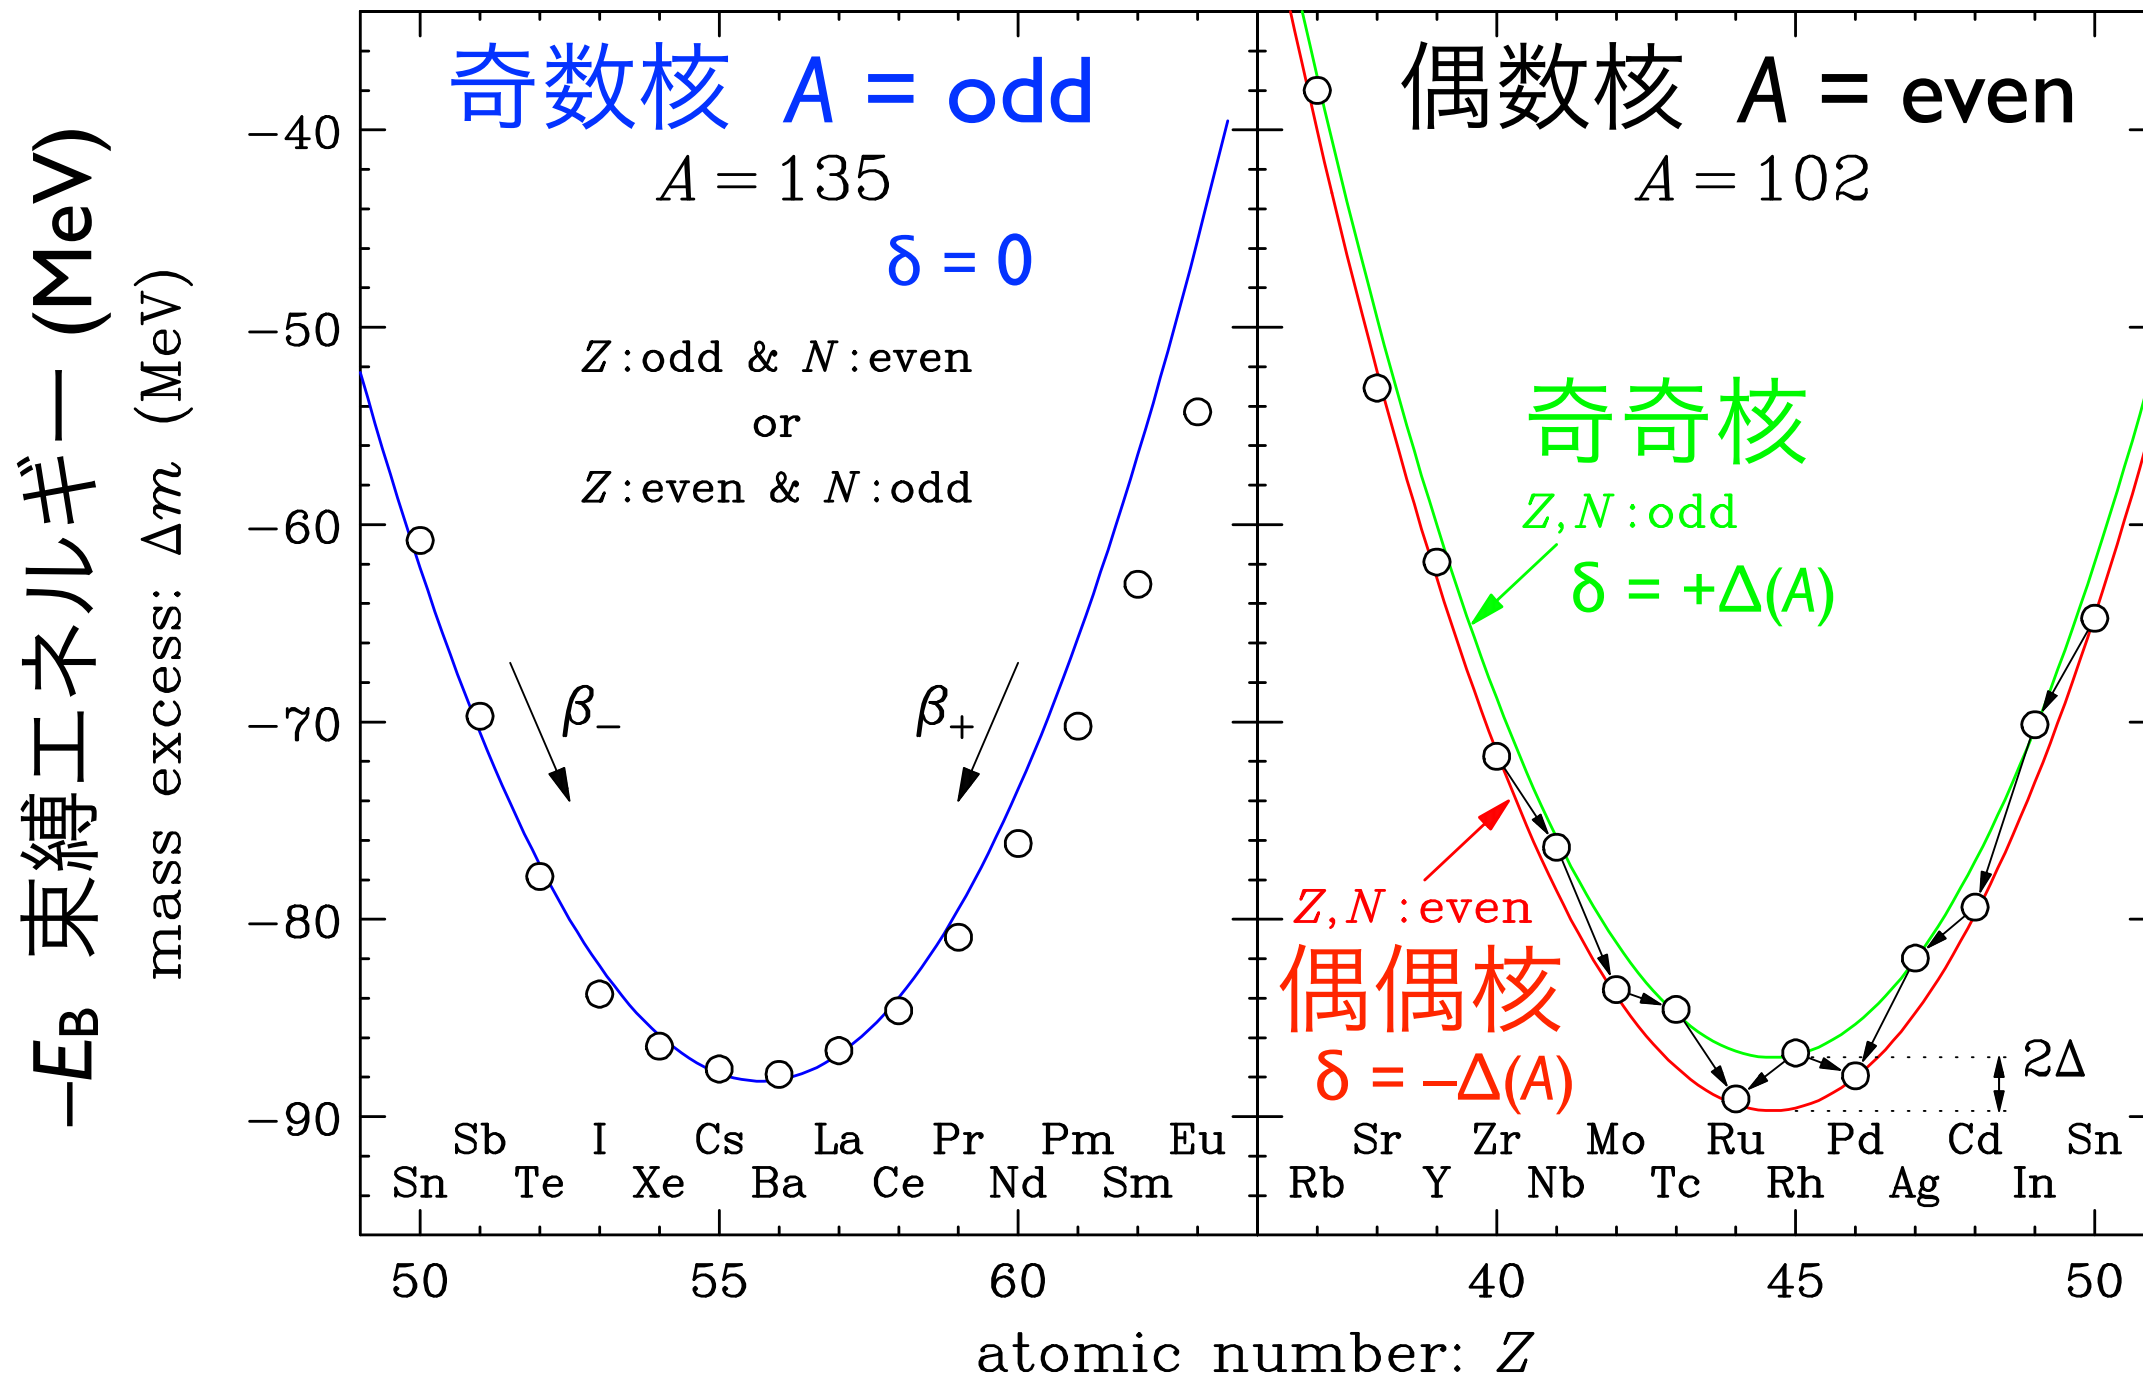 −E_B 束縛エネルギー (MeV)
mass excess: Δm (MeV)
−40
−50
−60
−70
−80
−90
奇数核 A = odd
A = 135
δ = 0
Z :odd & N :even
or
Z :even & N :odd
β−
β+
Sb I Cs La Pr Pm Eu
Sn Te Xe Ba Ce Nd Sm
50 55 60
偶数核 A = even
A = 102
奇奇核
Z,N :odd
δ = +Δ(A)
Z,N :even
偶偶核
δ = −Δ(A)
2Δ
Sr Zr Mo Ru Pd Cd Sn
Rb Y Nb Tc Rh Ag In
40 45 50
atomic number: Z